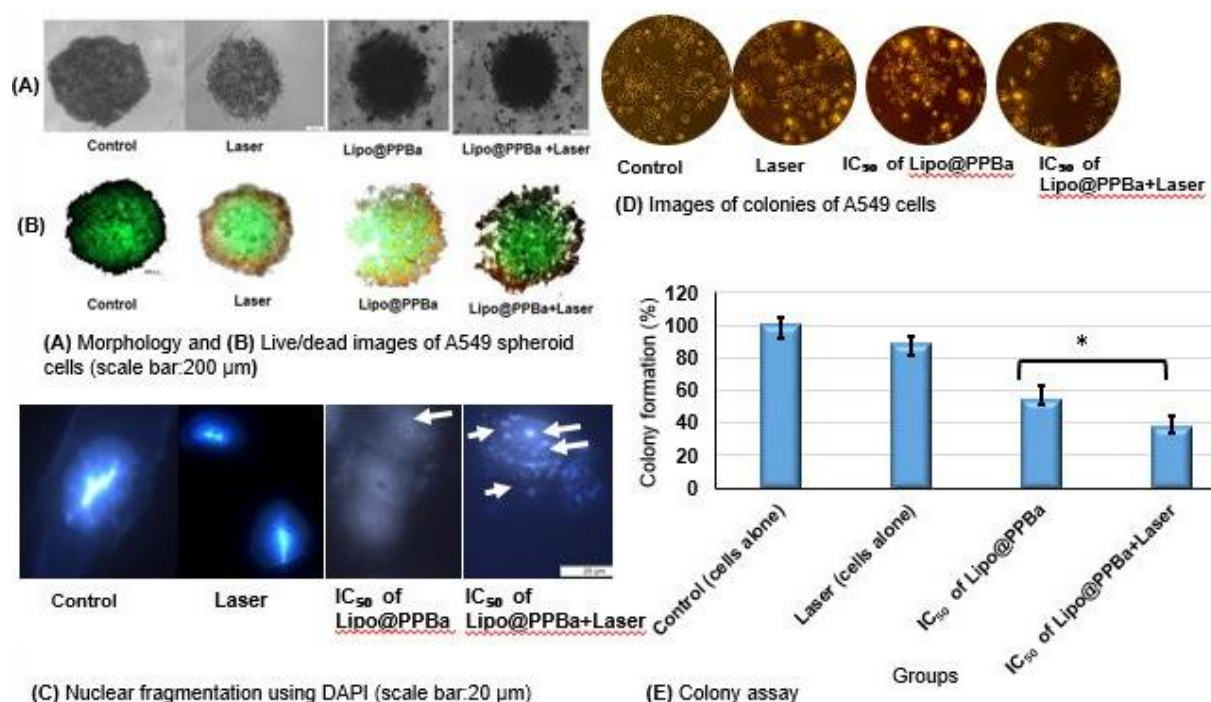 (A)
Control
Laser
Lipo@PPBa
Lipo@PPBa +Laser
(B)
Control
Laser
Lipo@PPBa
Lipo@PPBa+Laser
(A) Morphology and (B) Live/dead images of A549 spheroid
cells (scale bar:200 µm)
Control
Laser
IC₅₀ of
Lipo@PPBa
IC₅₀ of
Lipo@PPBa+Laser
(C) Nuclear fragmentation using DAPI (scale bar:20 µm)
Control
Laser
IC₅₀ of Lipo@PPBa
IC₅₀ of
Lipo@PPBa+Laser
(D) Images of colonies of A549 cells
Colony formation (%)
120
100
80
60
40
20
0
*
Control (cells alone)
Laser (cells alone)
IC₅₀ of Lipo@PPBa
IC₅₀ of Lipo@PPBa+Laser
Groups
(E) Colony assay